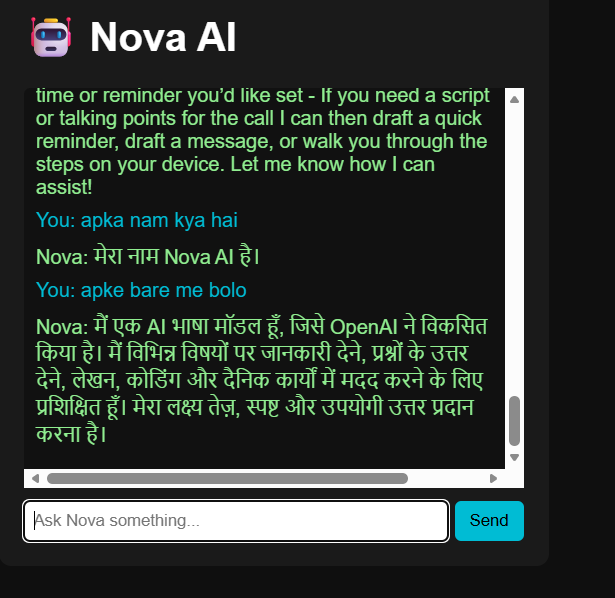 Nova AI
time or reminder you’d like set - If you need a script
or talking points for the call I can then draft a quick
reminder, draft a message, or walk you through the
steps on your device. Let me know how I can
assist!
You: apka nam kya hai
Nova: मेरा नाम Nova AI है।
You: apke bare me bolo
Nova: मैं एक AI भाषा मॉडल हूँ, जिसे OpenAI ने विकसित
किया है। मैं विभिन्न विषयों पर जानकारी देने, प्रश्नों के उत्तर
देने, लेखन, कोडिंग और दैनिक कार्यों में मदद करने के लिए
प्रशिक्षित हूँ। मेरा लक्ष्य तेज़, स्पष्ट और उपयोगी उत्तर प्रदान
करना है।
Ask Nova something... Send